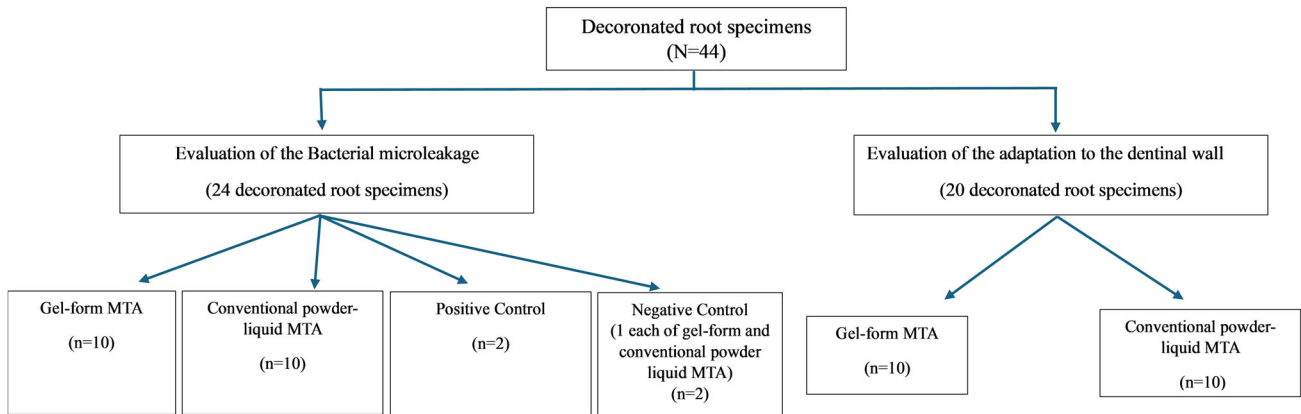 Decoronated root specimens
(N=44)
Evaluation of the Bacterial microleakage
(24 decoronated root specimens)
Evaluation of the adaptation to the dentinal wall
(20 decoronated root specimens)
Gel-form MTA
(n=10)
Conventional powder-
liquid MTA
(n=10)
Positive Control
(n=2)
Negative Control
(1 each of gel-form and
conventional powder
liquid MTA)
(n=2)
Gel-form MTA
(n=10)
Conventional powder-
liquid MTA
(n=10)